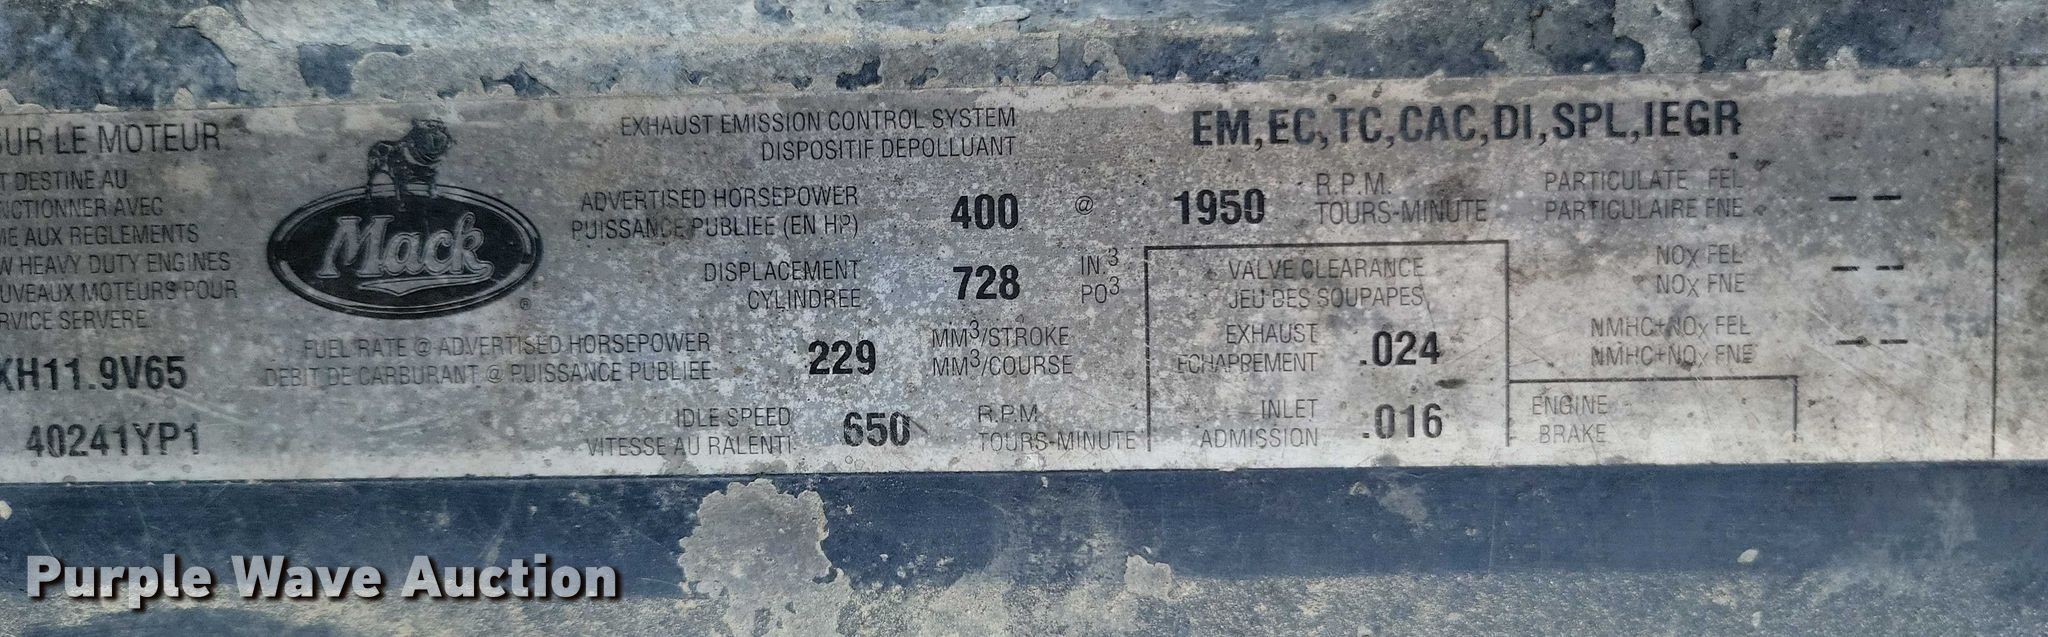 SUR LE MOTEUR
T DESTINE AU
NCTIONNER AVEC
ME AUX REGLEMENTS
W HEAVY DUTY ENGINES
OUVEAUX MOTEURS POUR
RVICE SERVERE
XH11.9V65
40241YP1
Mack
®
EXHAUST EMISSION CONTROL SYSTEM
DISPOSITIF DEPOLLUANT
EM,EC,TC,CAC,DI,SPL,IEGR
ADVERTISED HORSEPOWER
PUISSANCE PUBLIEE (EN HP)
400 @ 1950
R.P.M.
TOURS-MINUTE
DISPLACEMENT
CYLINDREE
728
IN.³
PO³
FUEL RATE @ ADVERTISED HORSEPOWER
DEBIT DE CARBURANT @ PUISSANCE PUBLIEE
229
MM³/STROKE
MM³/COURSE
IDLE SPEED
VITESSE AU RALENTI
650
R.P.M.
TOURS-MINUTE
VALVE CLEARANCE
JEU DES SOUPAPES
EXHAUST
ECHAPPEMENT
.024
INLET
ADMISSION
.016
PARTICULATE FEL
PARTICULAIRE FNE
--
NOx FEL
NOx FNE
--
NMHC+NOx FEL
NMHC+NOx FNE
--
ENGINE
BRAKE
Purple Wave Auction